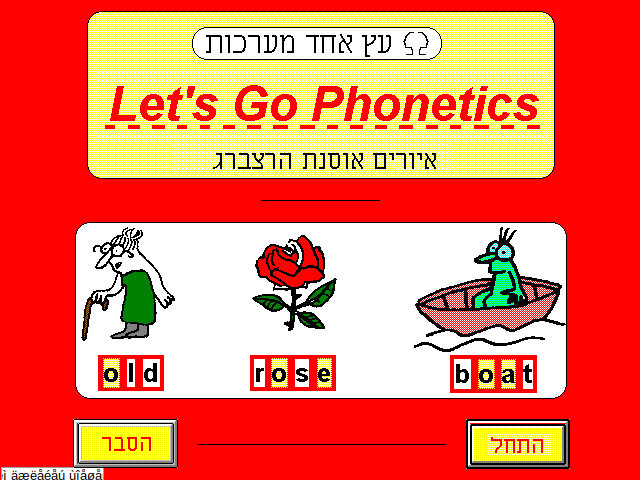 עץ אחד מערכות
Let's Go Phonetics
איורים אוסנת הרצברג
old rose boat
הסבר
התחל